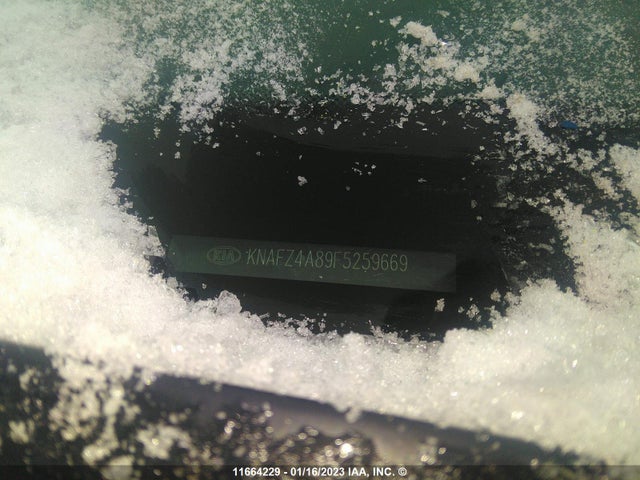 KIA KNAFZ4A89F5259669
11664229 - 01/16/2023 IAA, INC. ©